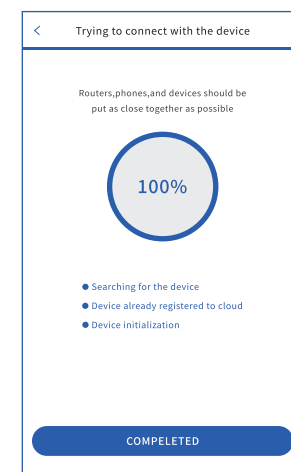 Trying to connect with the device
Routers,phones,and devices should be
put as close together as possible
100%
Searching for the device
Device already registered to cloud
Device initialization
COMPELETED